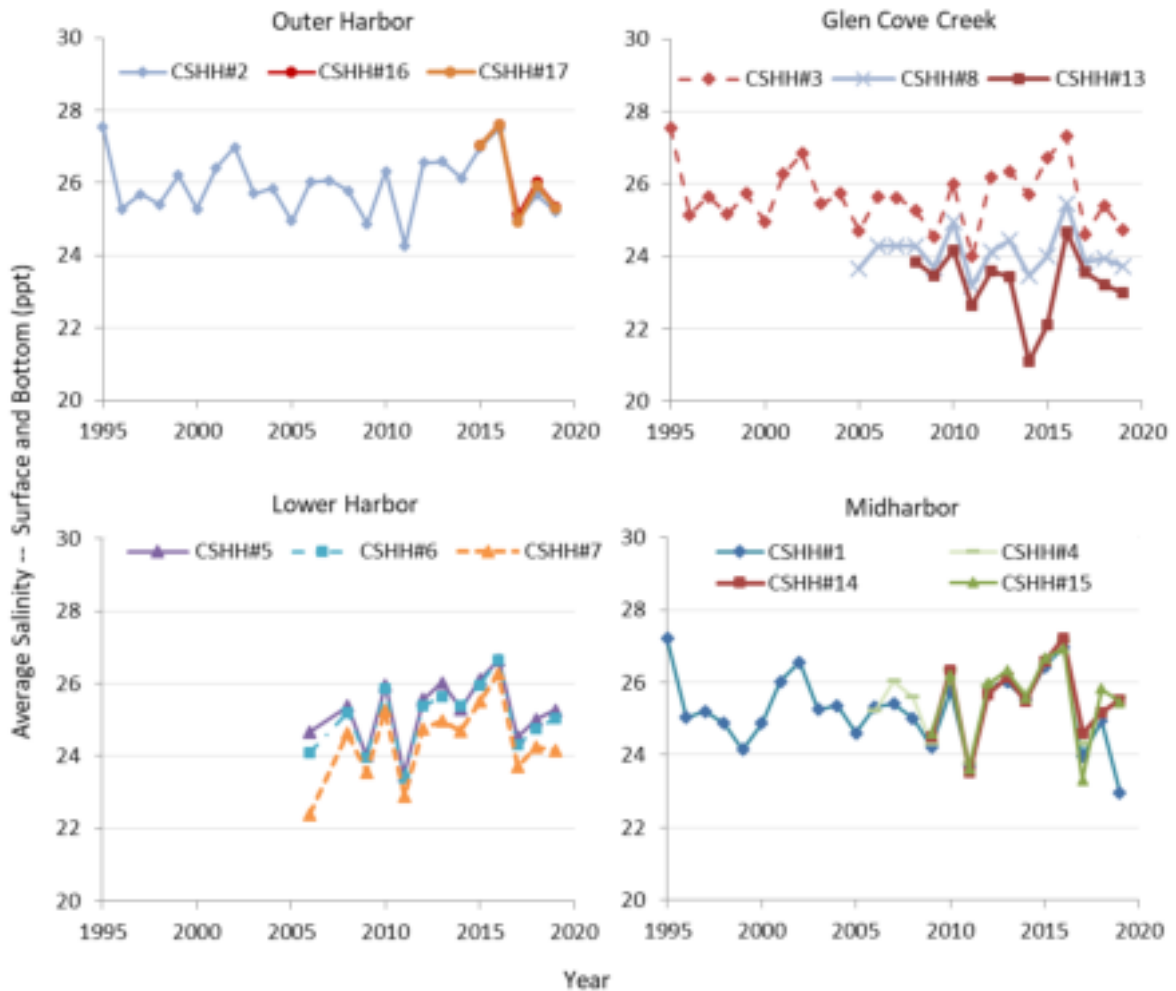 Outer Harbor
30
CSHH#2 CSHH#16 CSHH#17
28
26
24
22
20
1995 2000 2005 2010 2015 2020
Glen Cove Creek
30
CSHH#3 CSHH#8 CSHH#13
28
26
24
22
20
1995 2000 2005 2010 2015 2020
Average Salinity -- Surface and Bottom (ppt)
Lower Harbor
30
CSHH#5 CSHH#6 CSHH#7
28
26
24
22
20
1995 2000 2005 2010 2015 2020
Midharbor
30
CSHH#1 CSHH#4
CSHH#14 CSHH#15
28
26
24
22
20
1995 2000 2005 2010 2015 2020
Year